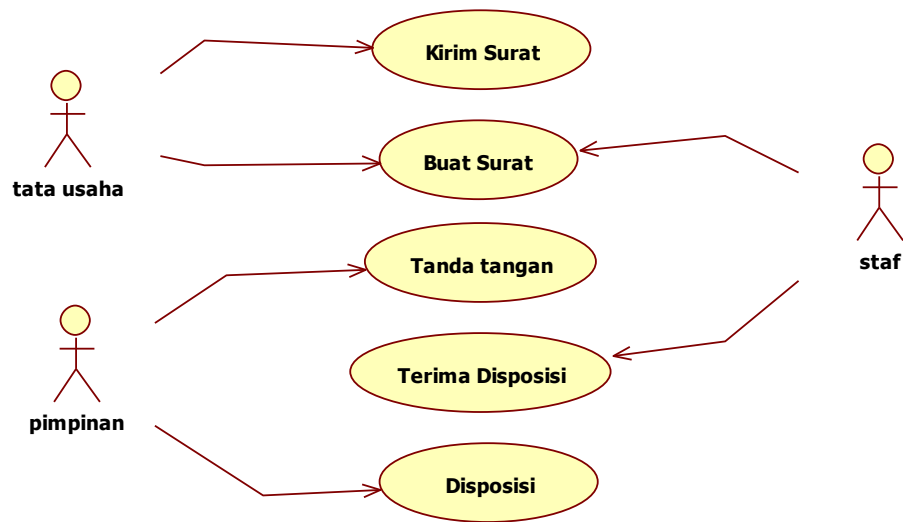 Kirim Surat
tata usaha
Buat Surat
staf
Tanda tangan
pimpinan
Terima Disposisi
Disposisi